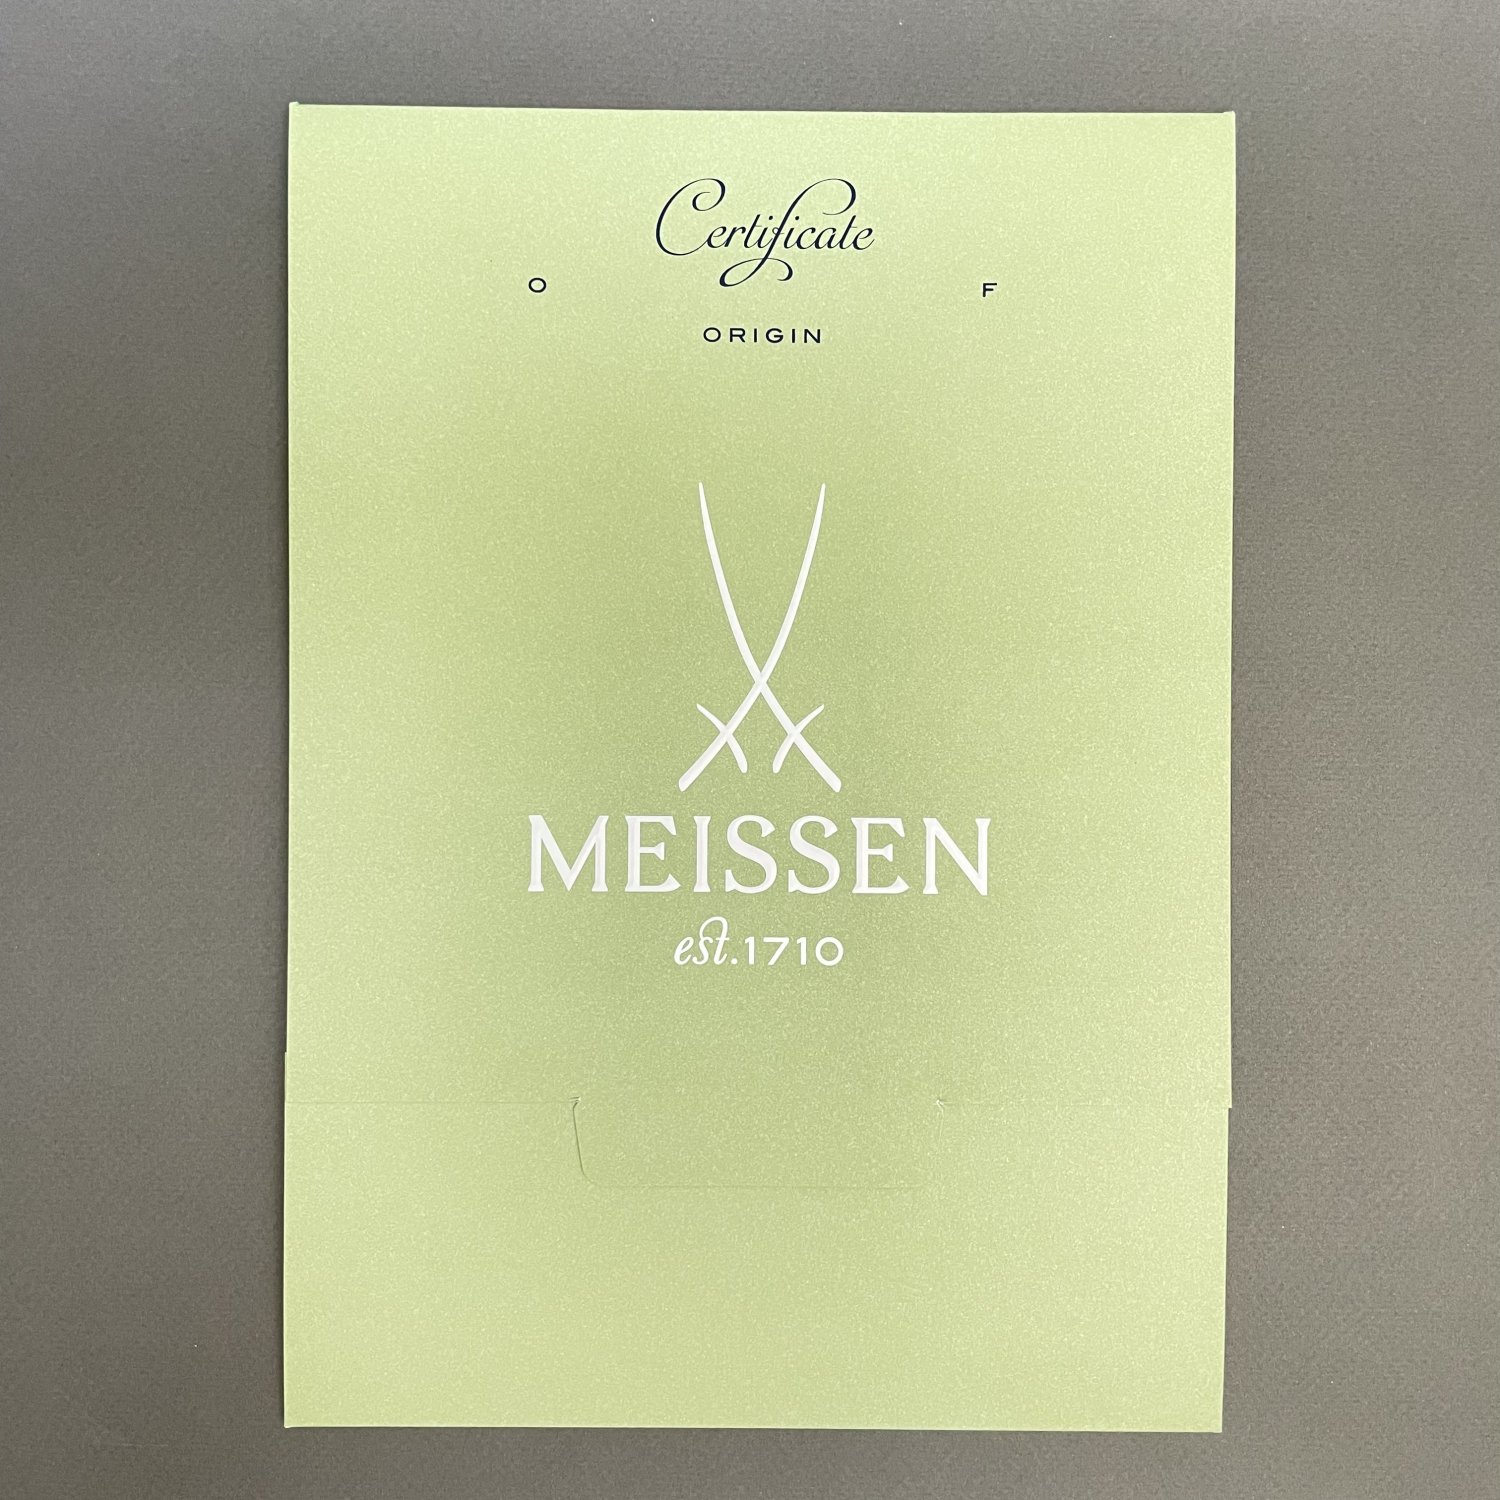 Certificate
O F
ORIGIN
MEISSEN
est.1710